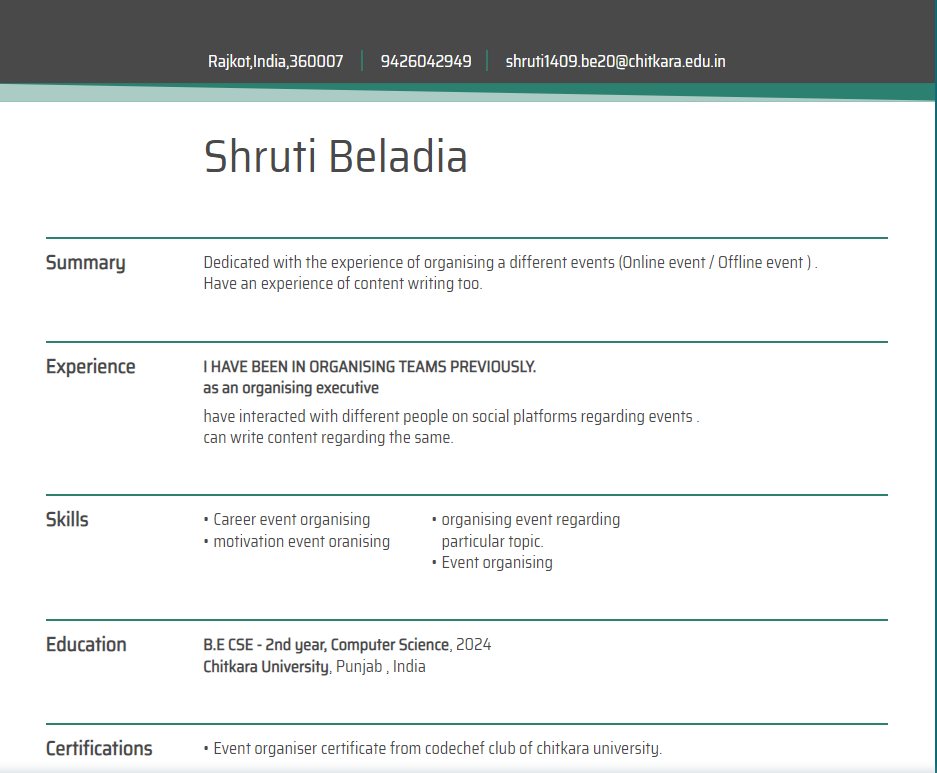 Rajkot,India,360007 | 9426042949 | shruti1409.be20@chitkara.edu.in
Shruti Beladia
Summary
Dedicated with the experience of organising a different events (Online event / Offline event ) .
Have an experience of content writing too.
Experience
I HAVE BEEN IN ORGANISING TEAMS PREVIOUSLY.
as an organising executive
have interacted with different people on social platforms regarding events .
can write content regarding the same.
Skills
• Career event organising
• motivation event oranising
• organising event regarding
particular topic.
• Event organising
Education
B.E CSE - 2nd year, Computer Science, 2024
Chitkara University, Punjab , India
Certifications
• Event organiser certificate from codechef club of chitkara university.